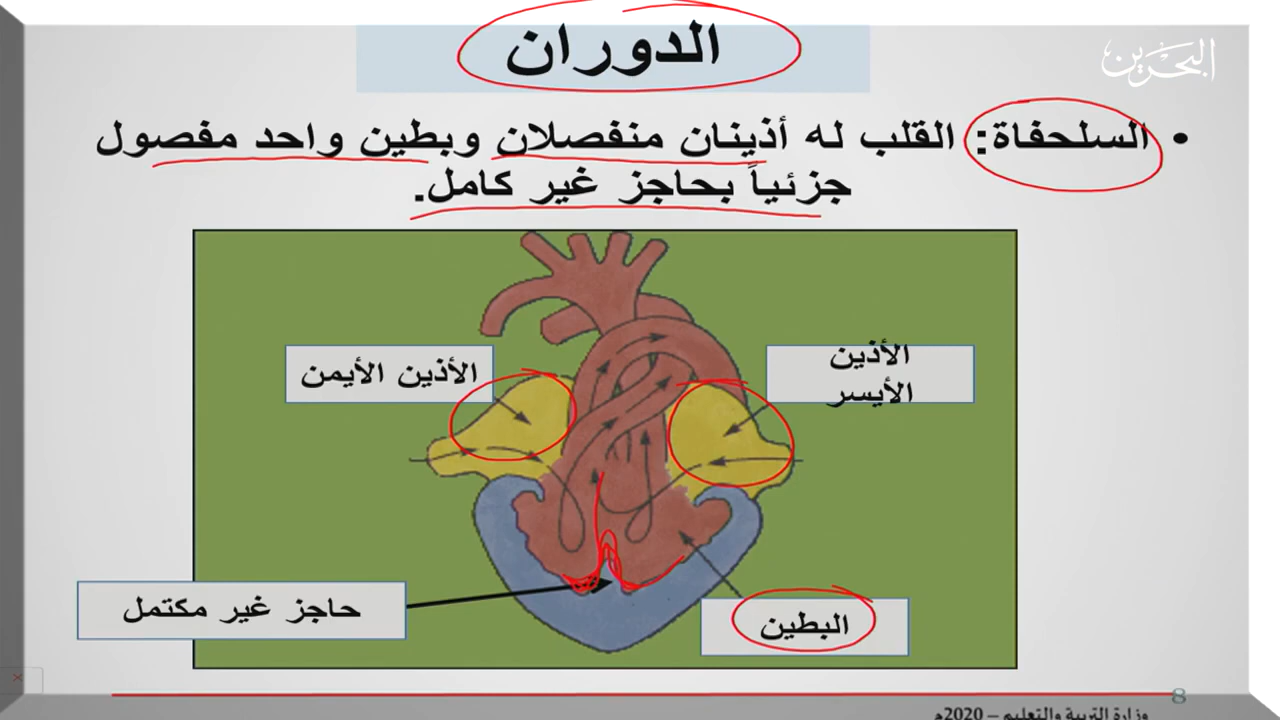 الدوران
البحرين
• السلحفاة: القلب له أذينان منفصلان وبطين واحد مفصول
جزئياً بحاجز غير كامل.
الأذين
الأيسر
الأذين الأيمن
حاجز غير مكتمل
البطين
8
وزارة التربية والتعليم – 2020م